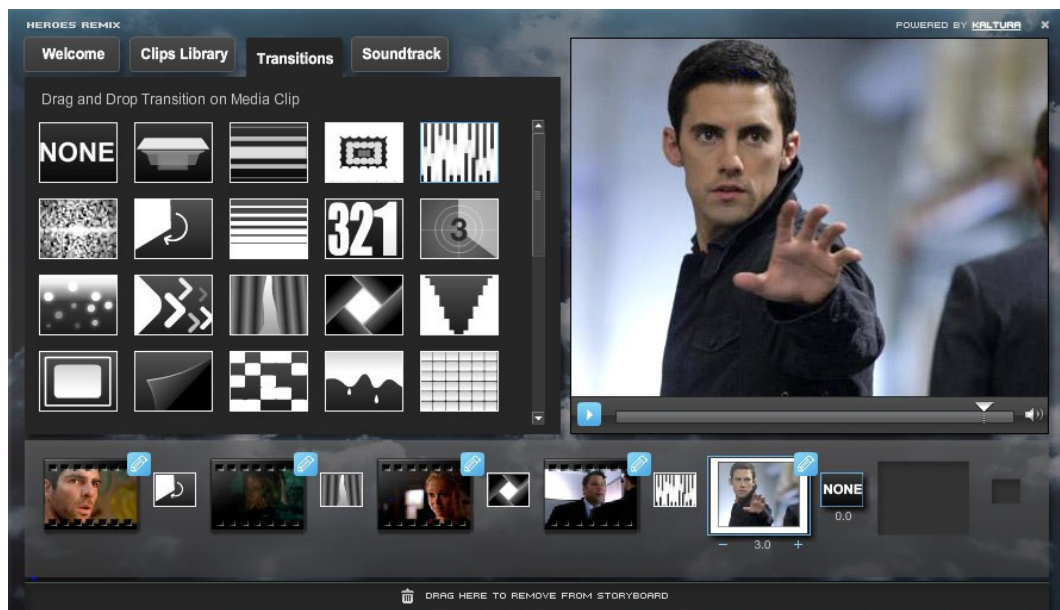 HEROES REMIX
POWERED BY KALTURA ×
Welcome
Clips Library
Transitions
Soundtrack
Drag and Drop Transition on Media Clip
NONE
321
3
NONE
0.0
− 3.0 +
DRAG HERE TO REMOVE FROM STORYBOARD